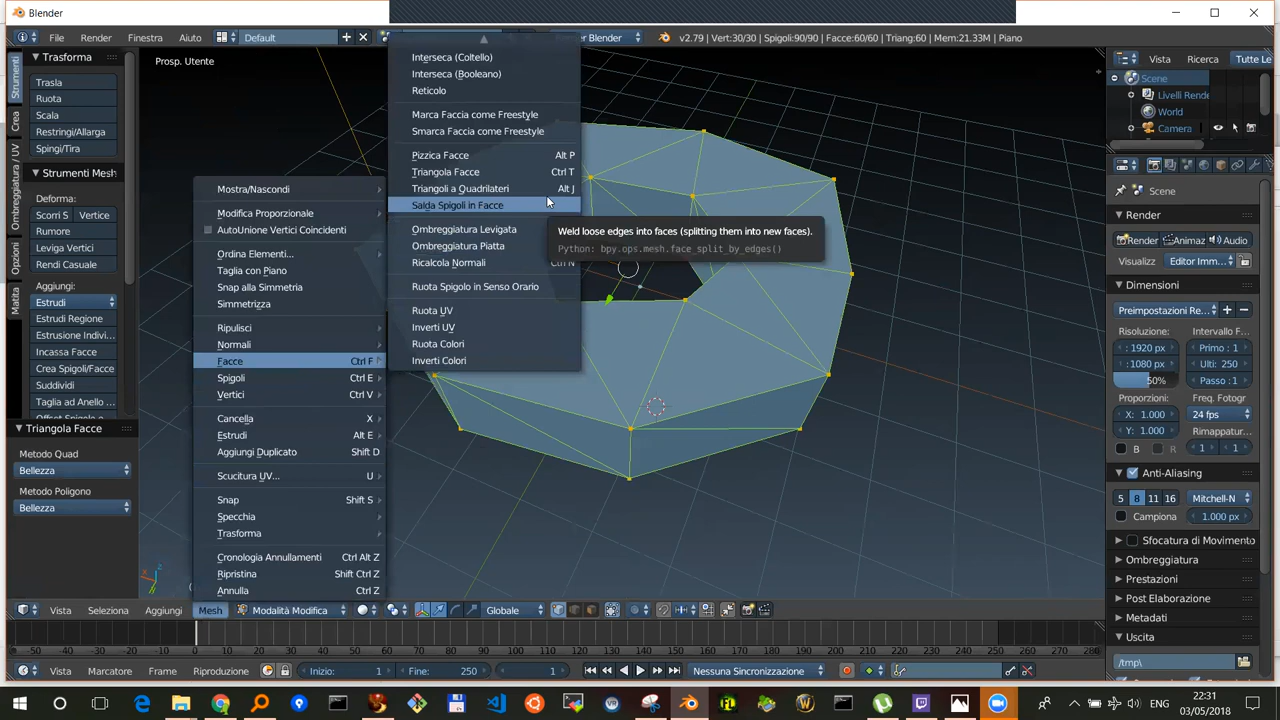 Blender
File Render Finestra Aiuto Default er Blender v2.79 | Vert:30/30 | Spigoli:90/90 | Facce:60/60 | Triang:60 | Mem:21.33M | Piano
Strumenti
Crea
Ombreggiatura / UV
Opzioni
Matita
Trasforma
Trasla
Ruota
Scala
Restringi/Allarga
Spingi/Tira
Strumenti Mesh
Deforma:
Scorri S Vertice
Rumore
Leviga Vertici
Rendi Casuale
Aggiungi:
Estrudi
Estrudi Regione
Estrusione Indivi
Incassa Facce
Crea Spigoli/Facce
Suddividi
Taglia ad Anello
Offset Spigolo e
Triangola Facce
Metodo Quad
Bellezza
Metodo Poligono
Bellezza
Prosp. Utente
Mostra/Nascondi
Modifica Proporzionale
AutoUnione Vertici Coincidenti
Ordina Elementi...
Taglia con Piano
Snap alla Simmetria
Simmetrizza
Ripulisci
Normali
Facce Ctrl F
Spigoli Ctrl E
Vertici Ctrl V
Cancella X
Estrudi Alt E
Aggiungi Duplicato Shift D
Scucitura UV... U
Snap Shift S
Specchia
Trasforma
Cronologia Annullamenti Ctrl Alt Z
Ripristina Shift Ctrl Z
Annulla Ctrl Z
Interseca (Coltello)
Interseca (Booleano)
Reticolo
Marca Faccia come Freestyle
Smarca Faccia come Freestyle
Pizzica Facce Alt P
Triangola Facce Ctrl T
Triangoli a Quadrilateri Alt J
Salda Spigoli in Facce
Ombreggiatura Levigata
Ombreggiatura Piatta
Ricalcola Normali Ctrl N
Ruota Spigolo in Senso Orario
Ruota UV
Inverti UV
Ruota Colori
Inverti Colori
Weld loose edges into faces (splitting them into new faces).
Python: bpy.ops.mesh.face_split_by_edges()
Vista Seleziona Aggiungi Mesh Modalità Modifica Globale
0 10 20 30 40 50 60 70 80 90 100 110 120 130 140 150 160 170 180 190 200 210 220 230 240 250 260 270 280
Vista Marcatore Frame Riproduzione Inizio: 1 Fine: 250 1 Nessuna Sincronizzazione
Vista Ricerca Tutte Le
Scene
Livelli Rende
World
Camera
Scene
Render
Render Animaz Audio
Visualizz Editor Imm...
Dimensioni
Preimpostazioni Re...
Risoluzione: Intervallo F
: 1920 px Primo : 1
: 1080 px Ulti: 250
50% Passo : 1
Proporzioni: Freq. Fotogr
X: 1.000 24 fps
Y: 1.000 Rimappatur..
B 1 1
Anti-Aliasing
5 8 11 16 Mitchell-N
Campiona 1.000 px
Sfocatura di Movimento
Ombreggiatura
Prestazioni
Post Elaborazione
Metadati
Uscita
/tmp\
ENG
22:31
03/05/2018